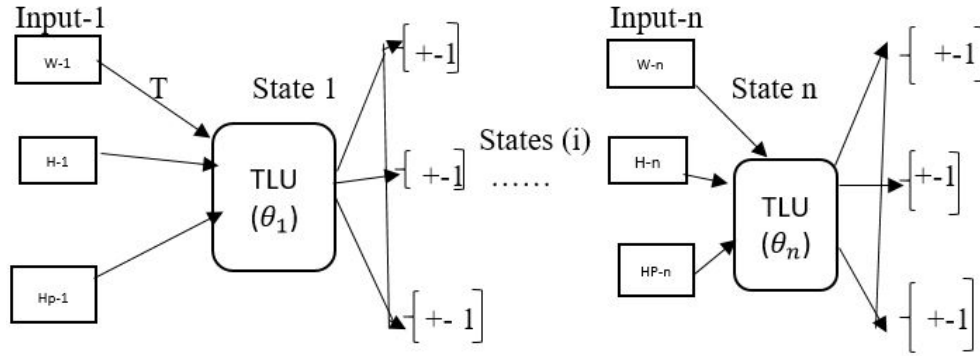 Input-1
W-1
T
State 1
H-1
TLU
(θ₁)
Hp-1
-[ +-1]
-[ +-1]
-[ +- 1]
States (i)
......
Input-n
W-n
State n
H-n
TLU
(θₙ)
HP-n
-[ +-1]
-[+-1]
-[ +-1]